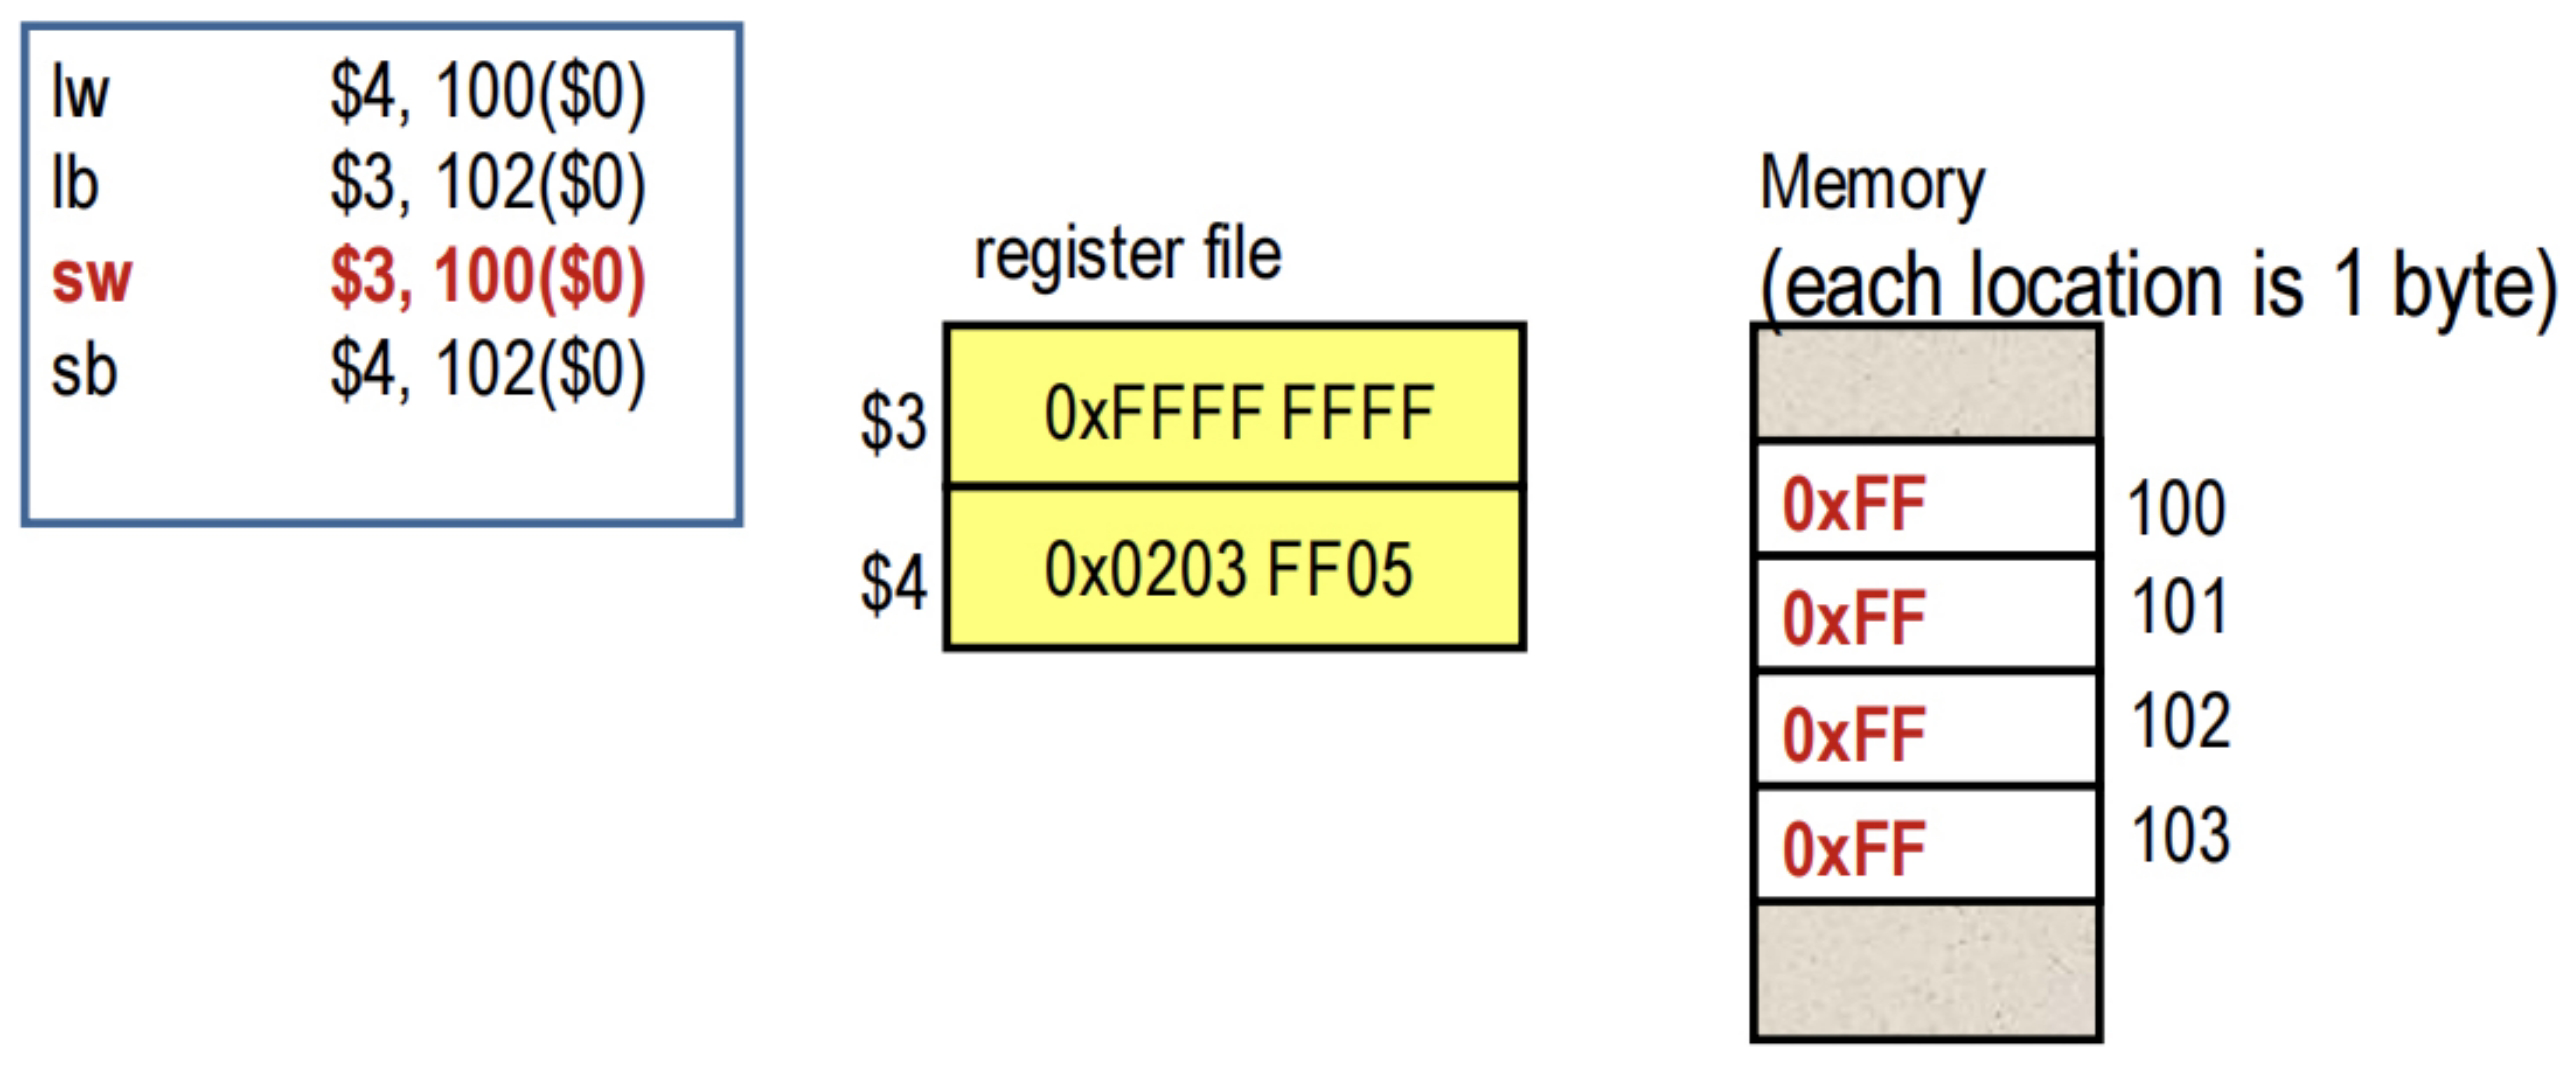 lw $4, 100($0)
lb $3, 102($0)
sw $3, 100($0)
sb $4, 102($0)
register file
$3 0xFFFF FFFF
$4 0x0203 FF05
Memory
(each location is 1 byte)
0xFF 100
0xFF 101
0xFF 102
0xFF 103